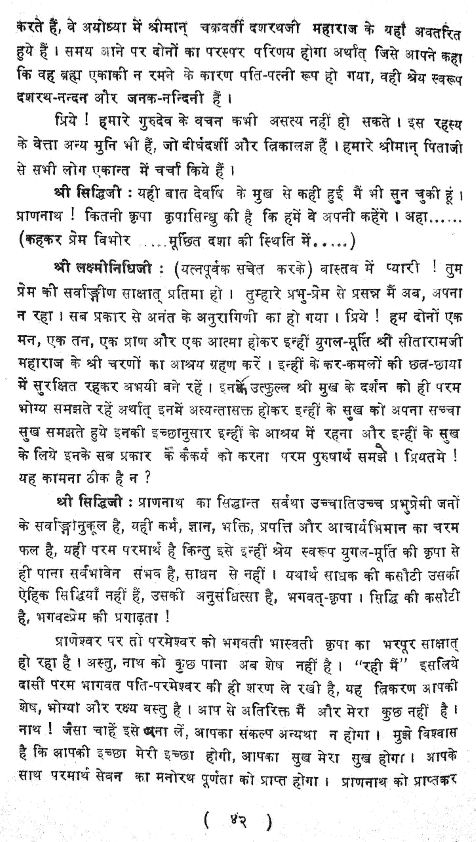 करते हैं, वे अयोध्या में श्रीमान् चक्रवर्ती दशरथजी महाराज के यहाँ अवतरित
हुये हैं । समय आने पर दोनों का परस्पर परिणय होगा अर्थात् जिसे आपने कहा
कि वह ब्रह्म एकाकी न रमने के कारण पति-पत्नी रूप हो गया, वही श्रेय स्वरूप
दशरथ-नन्दन और जनक-नन्दिनी हैं ।
प्रिये ! हमारे गुरुदेव के वचन कभी असत्य नहीं हो सकते । इस रहस्य
के वेत्ता अन्य मुनि भी हैं, जो दीर्घदर्शी और त्रिकालज्ञ हैं । हमारे श्रीमान् पिताजी
से सभी लोग एकान्त में चर्चा किये हैं ।
श्री सिद्धिजी : यही बात देवर्षि के मुख से कही हुई मैं भी सुन चुकी हूं ।
प्राणनाथ ! कितनी कृपा कृपासिन्धु की है कि हमें वे अपनी कहेंगे । अहा......
(कहकर प्रेम विभोर .....मूर्छित दशा की स्थिति में.....)
श्री लक्ष्मीनिधिजी : (यत्नपूर्वक सचेत करके) वास्तव में प्यारी ! तुम
प्रेम की सर्वाङ्गीण साक्षात् प्रतिमा हो । तुम्हारे प्रभु-प्रेम से प्रसन्न मैं अब, अपना
न रहा । सब प्रकार से अनंत के अनुरागिणी का हो गया । प्रिये ! हम दोनों एक
मन, एक तन, एक प्राण और एक आत्मा होकर इन्हीं युगल-मूर्ति श्री सीतारामजी
महाराज के श्री चरणों का आश्रय ग्रहण करें । इन्हीं के कर-कमलों की छत्र-छाया
में सुरक्षित रहकर अभयी बने रहें । इनके उत्फुल्ल श्री मुख के दर्शन को ही परम
भोग्य समझते रहें अर्थात् इनमें अत्यन्तासक्त होकर इन्हीं के सुख को अपना सच्चा
सुख समझते हुये इनकी इच्छानुसार इन्हीं के आश्रय में रहना और इन्हीं के सुख
के लिये इनके सब प्रकार के कैंकर्य को करना परम पुरुषार्थ समझे । प्रियतमे !
यह कामना ठीक है न ?
श्री सिद्धिजी : प्राणनाथ का सिद्धान्त सर्वथा उच्चातिउच्च प्रभुप्रेमी जनों
के सर्वाङ्गानुकूल है, यही कर्म, ज्ञान, भक्ति, प्रपत्ति और आचार्यभिमान का चरम
फल है, यही परम परमार्थ है किन्तु इसे इन्हीं श्रेय स्वरूप युगल-मूर्ति की कृपा से
ही पाना सर्वभावेन संभव है, साधन से नहीं । यथार्थ साधक की कसौटी उसकी
ऐहिक सिद्धियाँ नहीं हैं, उसकी अनुसंधित्सा है, भगवत्-कृपा । सिद्धि की कसौटी
है, भगवत्प्रेम की प्रगाढ़ता !
प्राणेश्वर पर तो परमेश्वर को भगवती भास्वती कृपा का भरपूर साक्षात्
हो रहा है । अस्तु, नाथ को कुछ पाना अब शेष नहीं है । “रही मैं” इसलिये
दासी परम भागवत पति-परमेश्वर की ही शरण ले रखी है, यह त्रिकरण आपकी
शेष, भोग्या और रक्ष्य वस्तु है । आप से अतिरिक्त मैं और मेरा कुछ नहीं है ।
नाथ ! जैसा चाहें इसे बना लें, आपका संकल्प अन्यथा न होगा । मुझे विश्वास
है कि आपकी इच्छा मेरी इच्छा होगी, आपका सुख मेरा सुख होगा । आपके
साथ परमार्थ सेवन का मनोरथ पूर्णता को प्राप्त होगा । प्राणनाथ को प्राप्तकर
( ४२ )